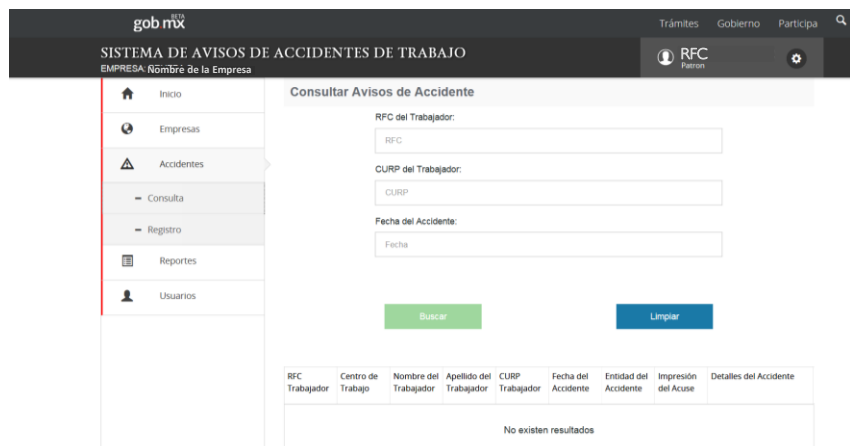 gob.mx BETA
Trámites Gobierno Participa
SISTEMA DE AVISOS DE ACCIDENTES DE TRABAJO
EMPRESA: Nombre de la Empresa
RFC
Patron
Inicio
Empresas
Accidentes
Consulta
Registro
Reportes
Usuarios
Consultar Avisos de Accidente
RFC del Trabajador:
RFC
CURP del Trabajador:
CURP
Fecha del Accidente:
Fecha
Buscar Limpiar
RFC Centro de Nombre del Apellido del CURP Fecha del Entidad del Impresión Detalles del Accidente
Trabajador Trabajo Trabajador Trabajador Trabajador Accidente Accidente del Acuse
No existen resultados